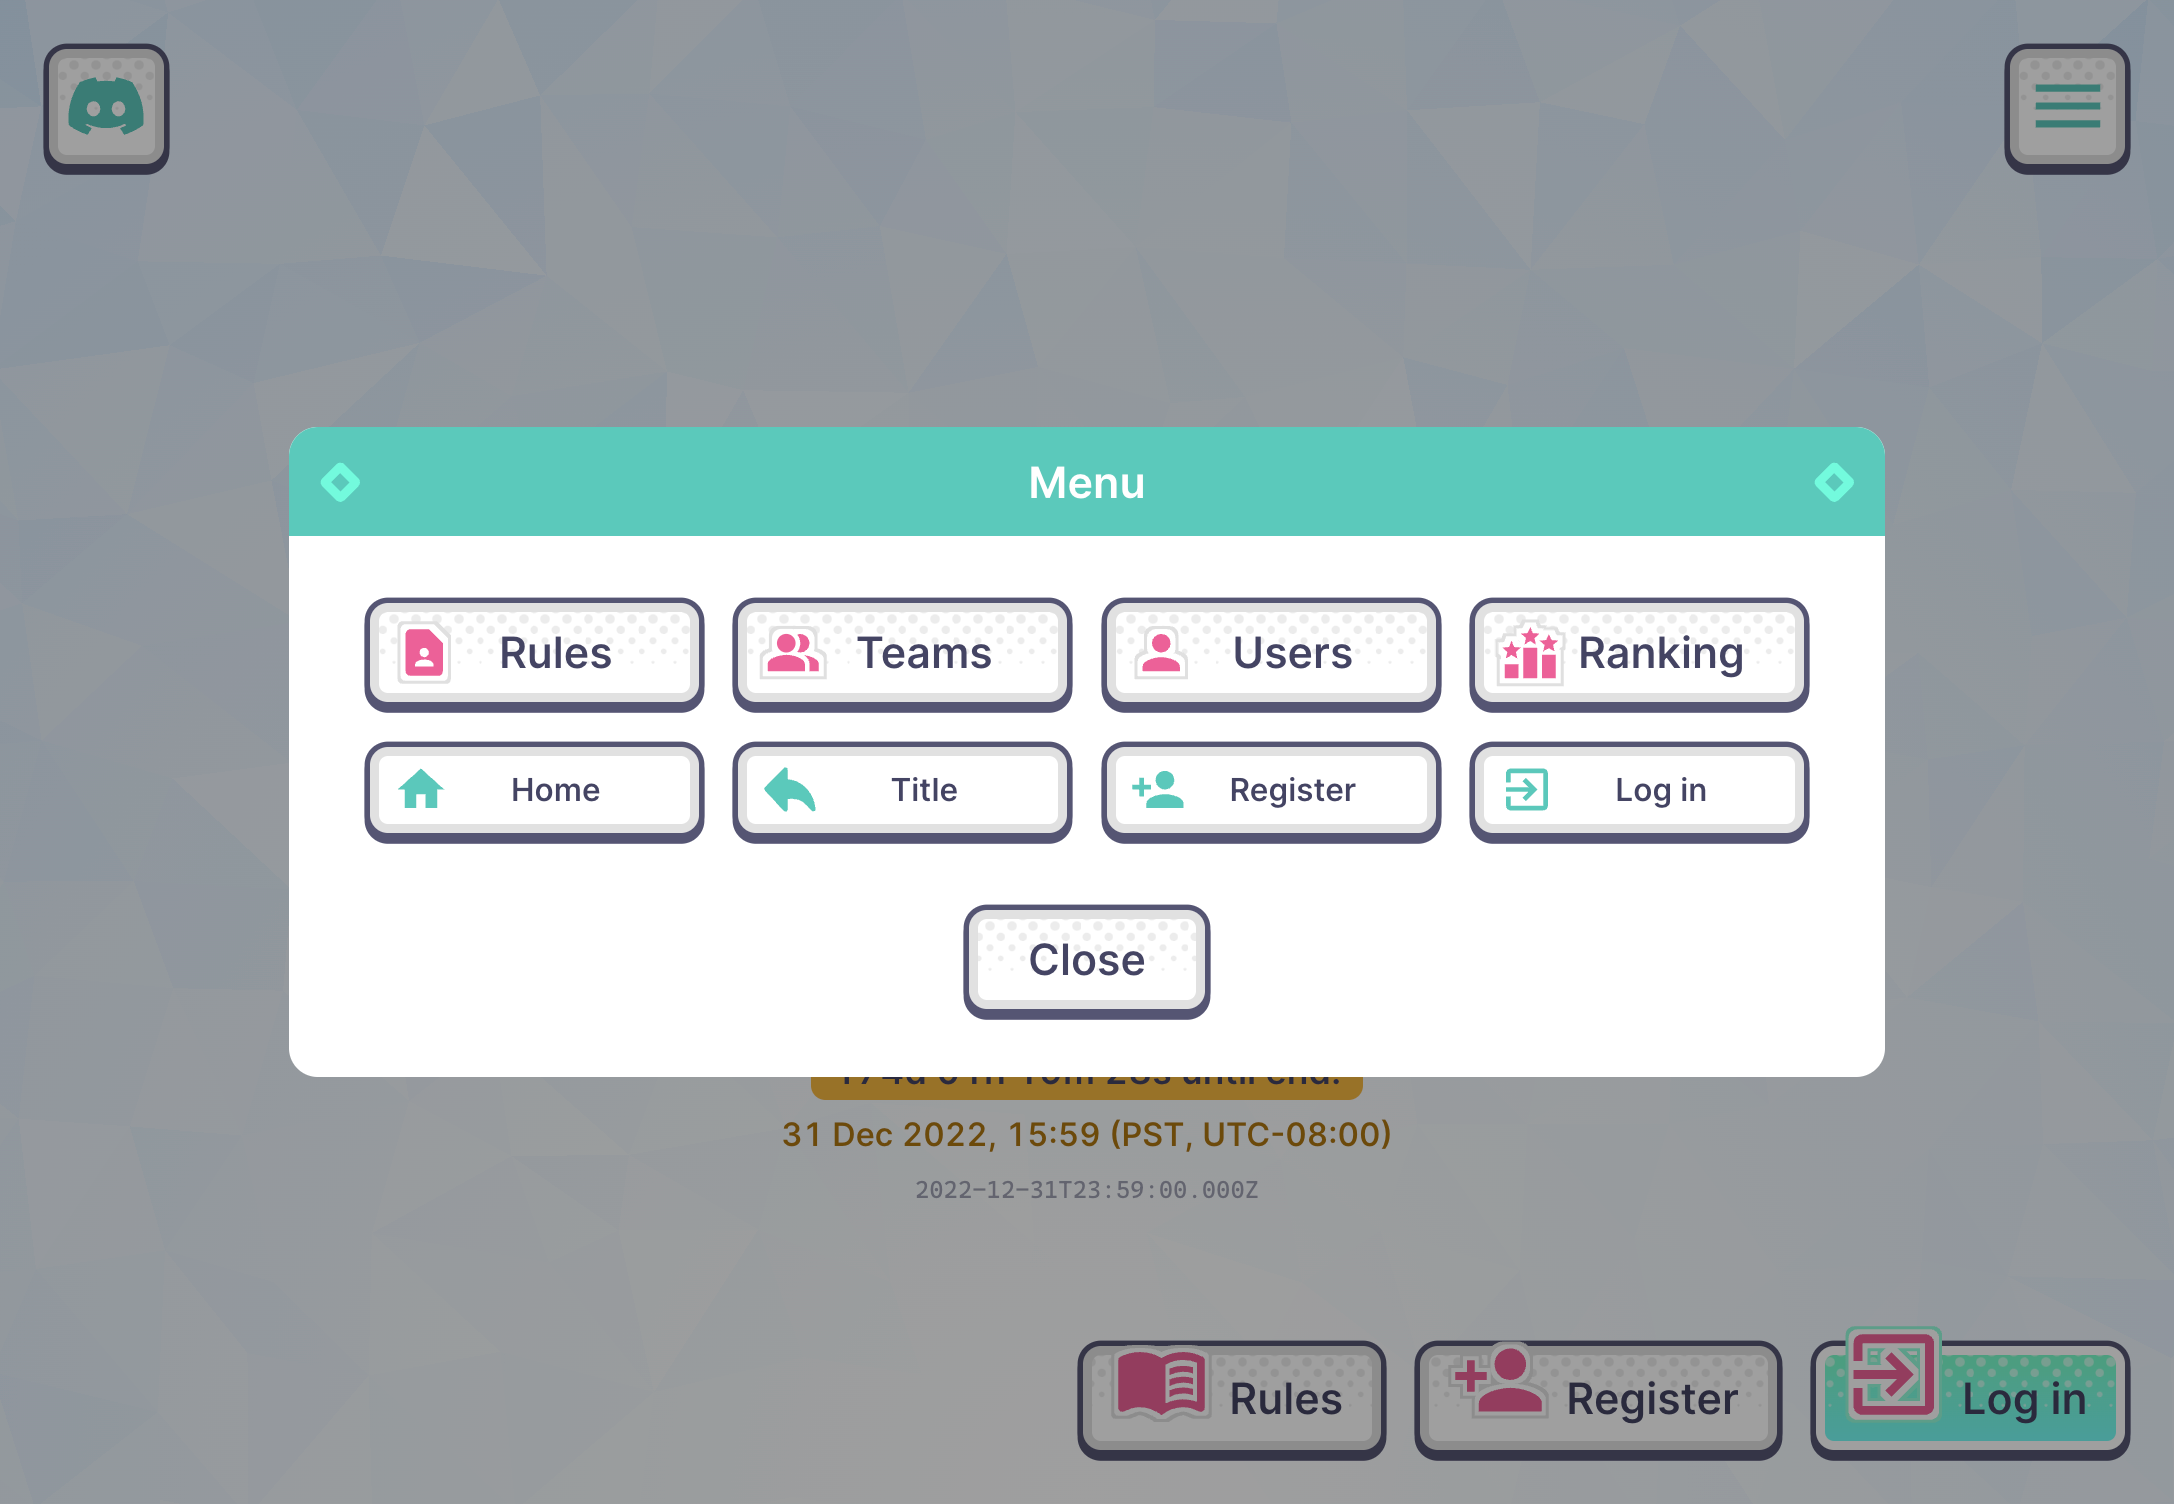 Menu
Rules
Teams
Users
Ranking
Home
Title
Register
Log in
Close
until end.
31 Dec 2022, 15:59 (PST, UTC-08:00)
2022-12-31T23:59:00.000Z
Rules
Register
Log in